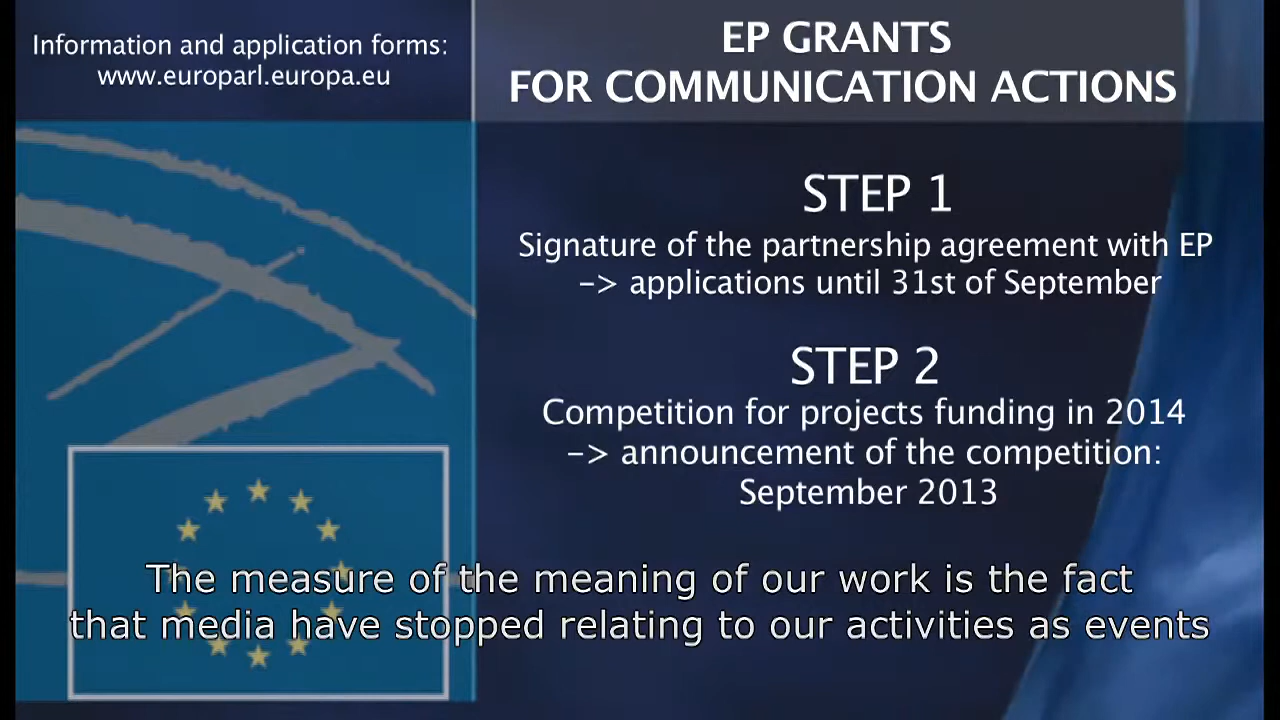 Information and application forms:
www.europarl.europa.eu
EP GRANTS
FOR COMMUNICATION ACTIONS
STEP 1
Signature of the partnership agreement with EP
–> applications until 31st of September
STEP 2
Competition for projects funding in 2014
–> announcement of the competition:
September 2013
The measure of the meaning of our work is the fact
that media have stopped relating to our activities as events